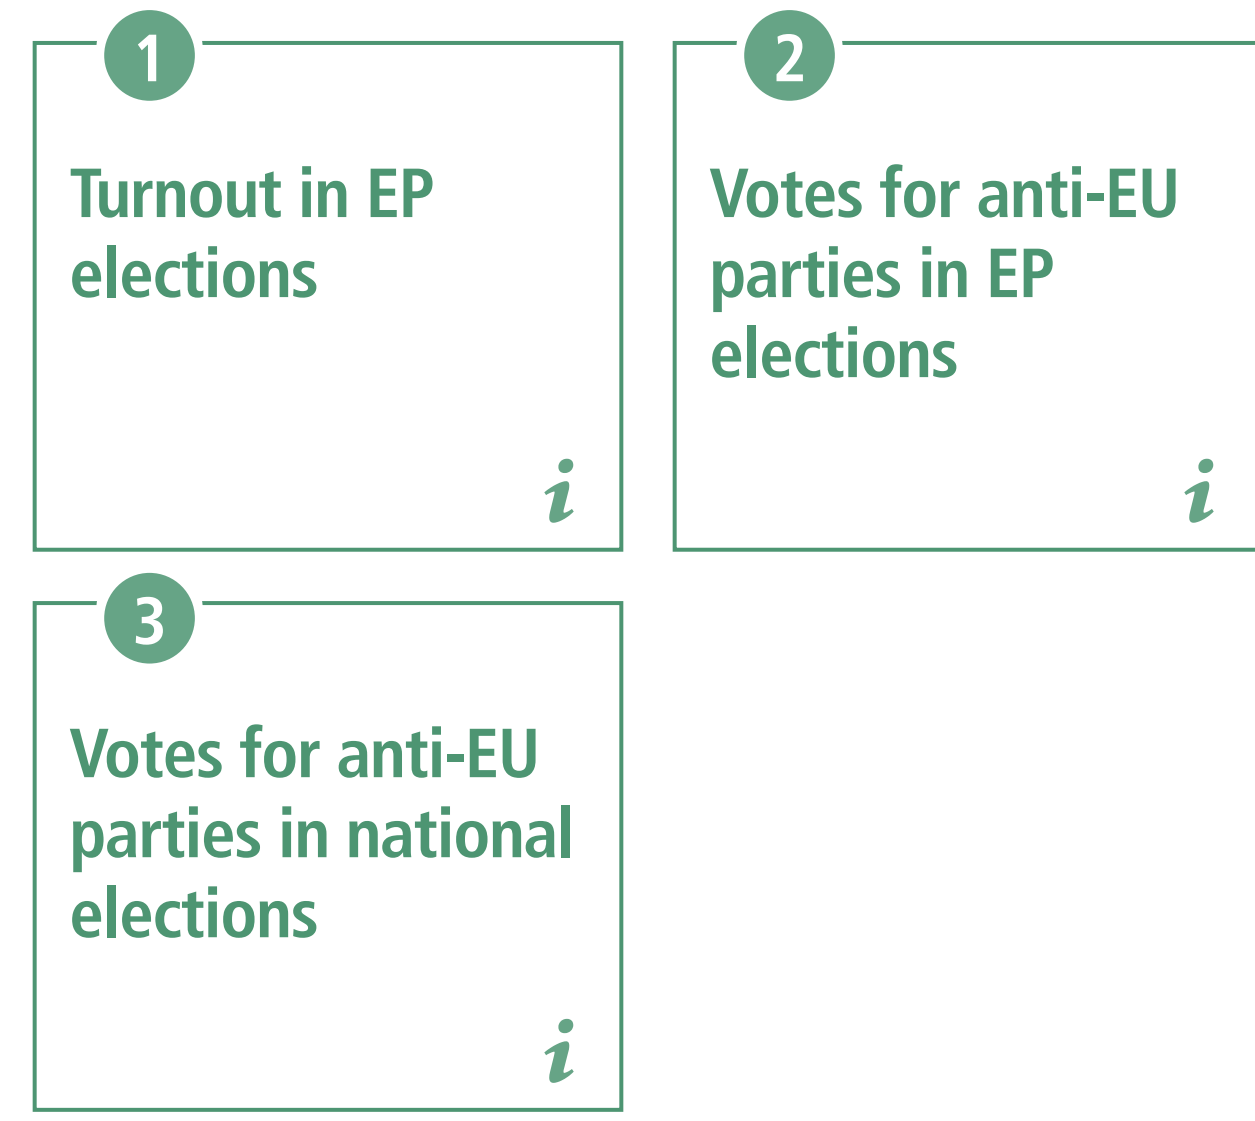 1
Turnout in EP
elections
i
2
Votes for anti-EU
parties in EP
elections
i
3
Votes for anti-EU
parties in national
elections
i